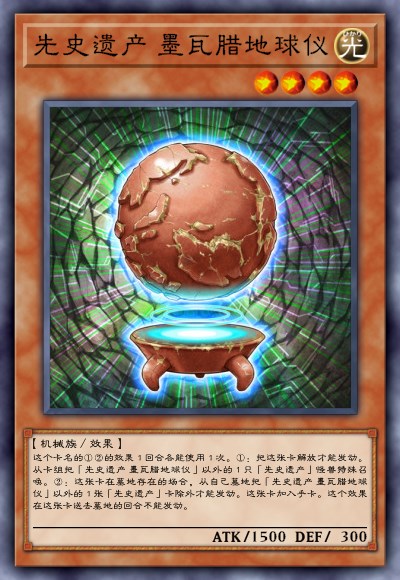 先史遗产 墨瓦腊地球仪
光
【机械族／效果】
这个卡名的①②的效果1回合各能使用1次。①：把这张卡解放才能发动。
从卡组把「先史遗产 墨瓦腊地球仪」以外的1只「先史遗产」怪兽特殊召
唤。②：这张卡在墓地存在的场合，从自己墓地把「先史遗产 墨瓦腊地球
仪」以外的1张「先史遗产」卡除外才能发动。这张卡加入手卡。这个效果
在这张卡送去墓地的回合不能发动。
ATK/1500 DEF/ 300